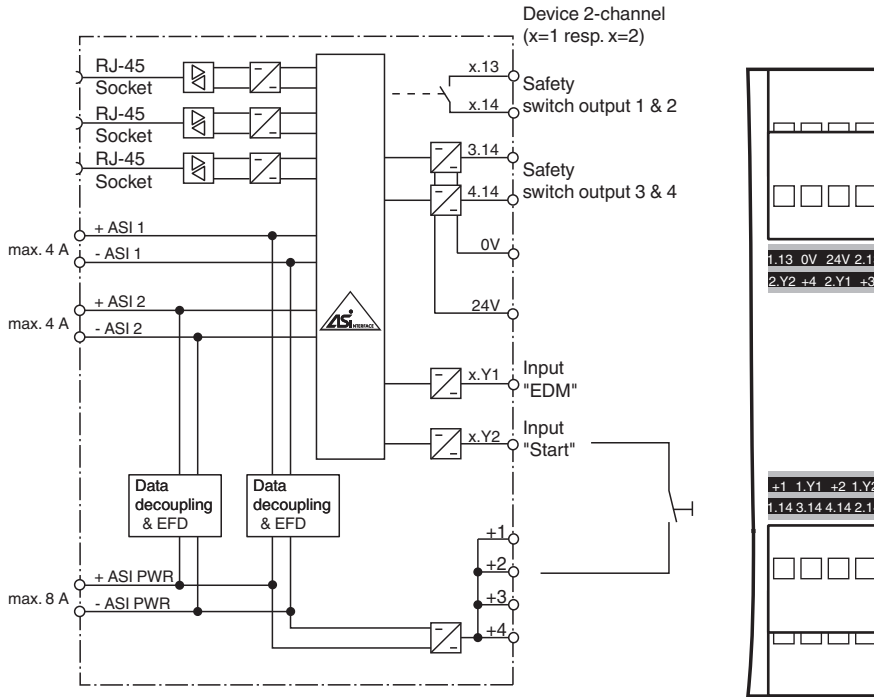 Device 2-channel
(x=1 resp. x=2)
RJ-45
Socket
RJ-45
Socket
RJ-45
Socket
x.13
x.14
Safety
switch output 1 & 2
3.14
4.14
Safety
switch output 3 & 4
0V
24V
max. 4 A
+ ASI 1
- ASI 1
max. 4 A
+ ASI 2
- ASI 2
ASi INTERFACE
x.Y1
Input
"EDM"
x.Y2
Input
"Start"
Data
decoupling
& EFD
Data
decoupling
& EFD
max. 8 A
+ ASI PWR
- ASI PWR
+1
+2
+3
+4
1.13 0V 24V
2.Y2 +4 2.Y1 +3
+1 1.Y1 +2 1.Y2
1.14 3.14 4.14